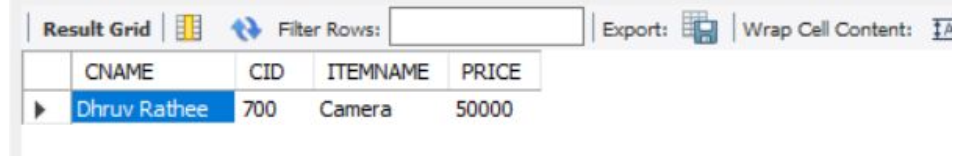 Result Grid Filter Rows: Export: Wrap Cell Content:
CNAME CID ITEMNAME PRICE
Dhruv Rathee 700 Camera 50000